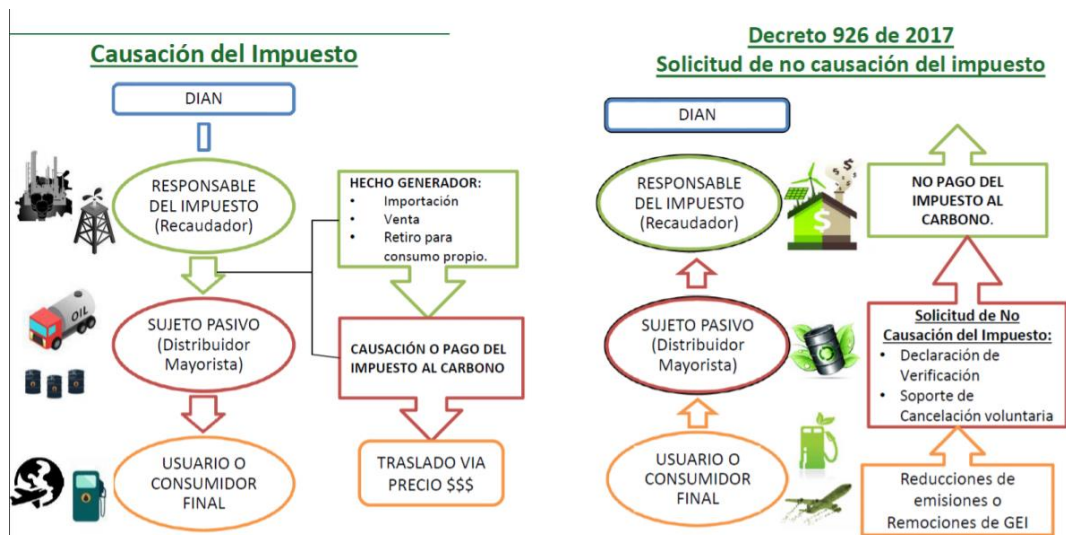 Causación del Impuesto
DIAN
RESPONSABLE
DEL IMPUESTO
(Recaudador)
HECHO GENERADOR:
• Importación
• Venta
• Retiro para
consumo propio.
OIL
SUJETO PASIVO
(Distribuidor
Mayorista)
CAUSACIÓN O PAGO DEL
IMPUESTO AL CARBONO
USUARIO O
CONSUMIDOR
FINAL
TRASLADO VIA
PRECIO $$$
Decreto 926 de 2017
Solicitud de no causación del impuesto
DIAN
RESPONSABLE
DEL IMPUESTO
(Recaudador)
$
$
$
$
NO PAGO DEL
IMPUESTO AL
CARBONO.
SUJETO PASIVO
(Distribuidor
Mayorista)
Solicitud de No
Causación del Impuesto:
• Declaración de
Verificación
• Soporte de
Cancelación voluntaria
USUARIO O
CONSUMIDOR
FINAL
Reducciones de
emisiones o
Remociones de GEI